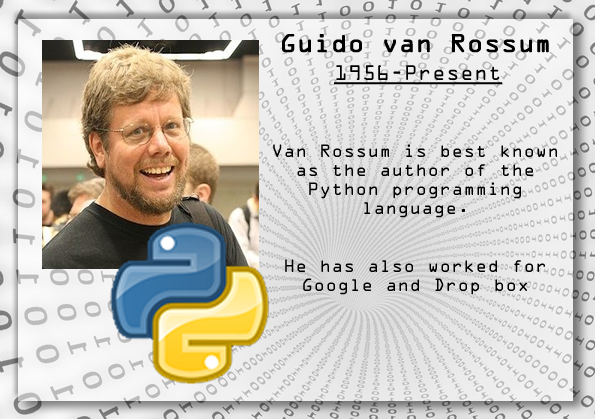 Guido van Rossum
1956-Present
Van Rossum is best known
as the author of the
Python programming
language.
He has also worked for
Google and Drop box